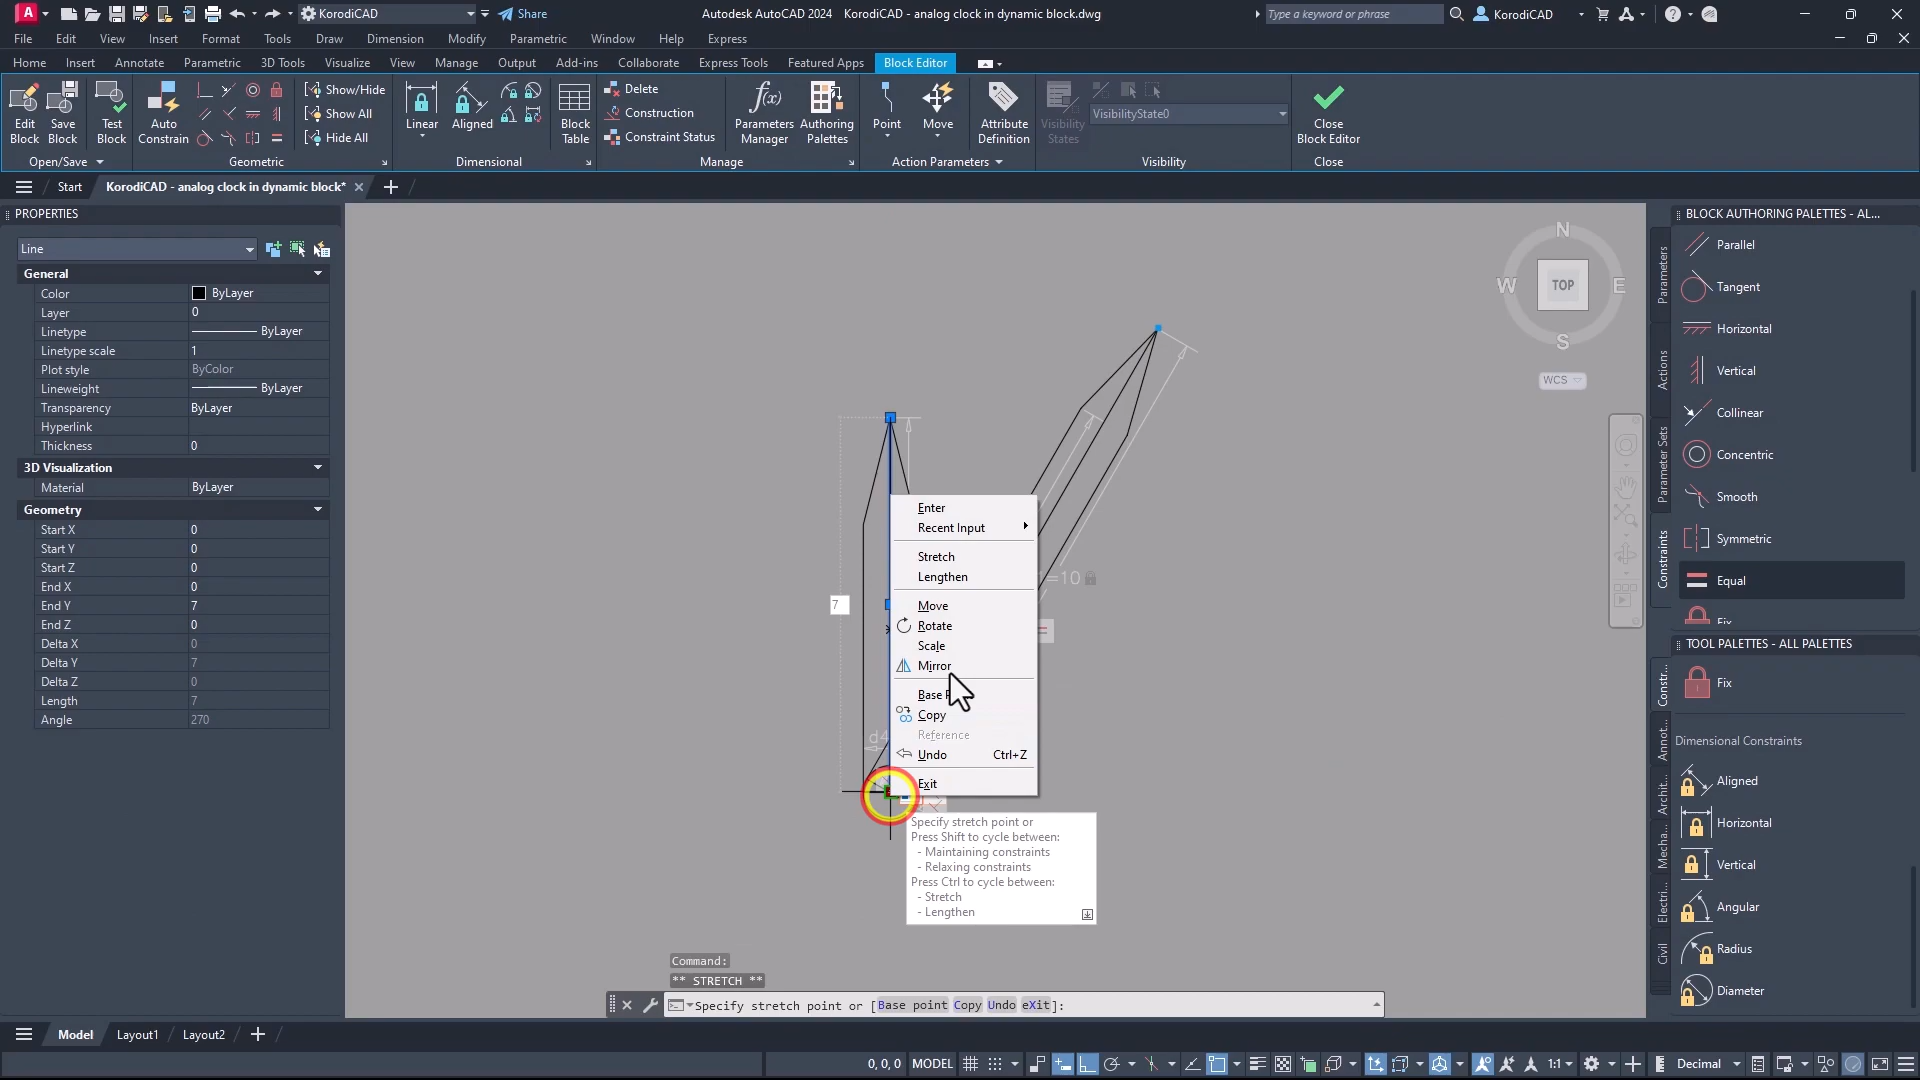 KorodiCAD
Share
Autodesk AutoCAD 2024 KorodiCAD - analog clock in dynamic block.dwg
Type a keyword or phrase
KorodiCAD
File Edit View Insert Format Tools Draw Dimension Modify Parametric Window Help Express
Home Insert Annotate Parametric 3D Tools Visualize View Manage Output Add-ins Collaborate Express Tools Featured Apps Block Editor
Edit Block
Save Block
Test Block
Open/Save
Auto Constrain
Show/Hide
Show All
Hide All
Geometric
Linear
Aligned
Block Table
Dimensional
Delete
Construction
Constraint Status
Parameters Manager
Authoring Palettes
Manage
Point
Move
Attribute Definition
Action Parameters
Visibility States
VisibilityState0
Visibility
Close Block Editor
Close
Start KorodiCAD - analog clock in dynamic block*
PROPERTIES
Line
General
Color ByLayer
Layer 0
Linetype ByLayer
Linetype scale 1
Plot style ByColor
Lineweight ByLayer
Transparency ByLayer
Hyperlink
Thickness 0
3D Visualization
Material ByLayer
Geometry
Start X 0
Start Y 0
Start Z 0
End X 0
End Y 7
End Z 0
Delta X 0
Delta Y 7
Delta Z 0
Length 7
Angle 270
N
W TOP E
S
WCS
7
=10
d4
Enter
Recent Input
Stretch
Lengthen
Move
Rotate
Scale
Mirror
Base
Copy
Reference
Undo Ctrl+Z
Exit
Specify stretch point or
Press Shift to cycle between:
- Maintaining constraints
- Relaxing constraints
Press Ctrl to cycle between:
- Stretch
- Lengthen
Command:
** STRETCH **
Specify stretch point or [Base point Copy Undo eXit]:
BLOCK AUTHORING PALETTES - AL...
Parameters
Actions
Parameter Sets
Constraints
Parallel
Tangent
Horizontal
Vertical
Collinear
Concentric
Smooth
Symmetric
Equal
Fix
TOOL PALETTES - ALL PALETTES
Constr...
Annot...
Archit...
Mecha...
Electri...
Civil
Fix
Dimensional Constraints
Aligned
Horizontal
Vertical
Angular
Radius
Diameter
Model Layout1 Layout2
0, 0, 0 MODEL
1:1
Decimal